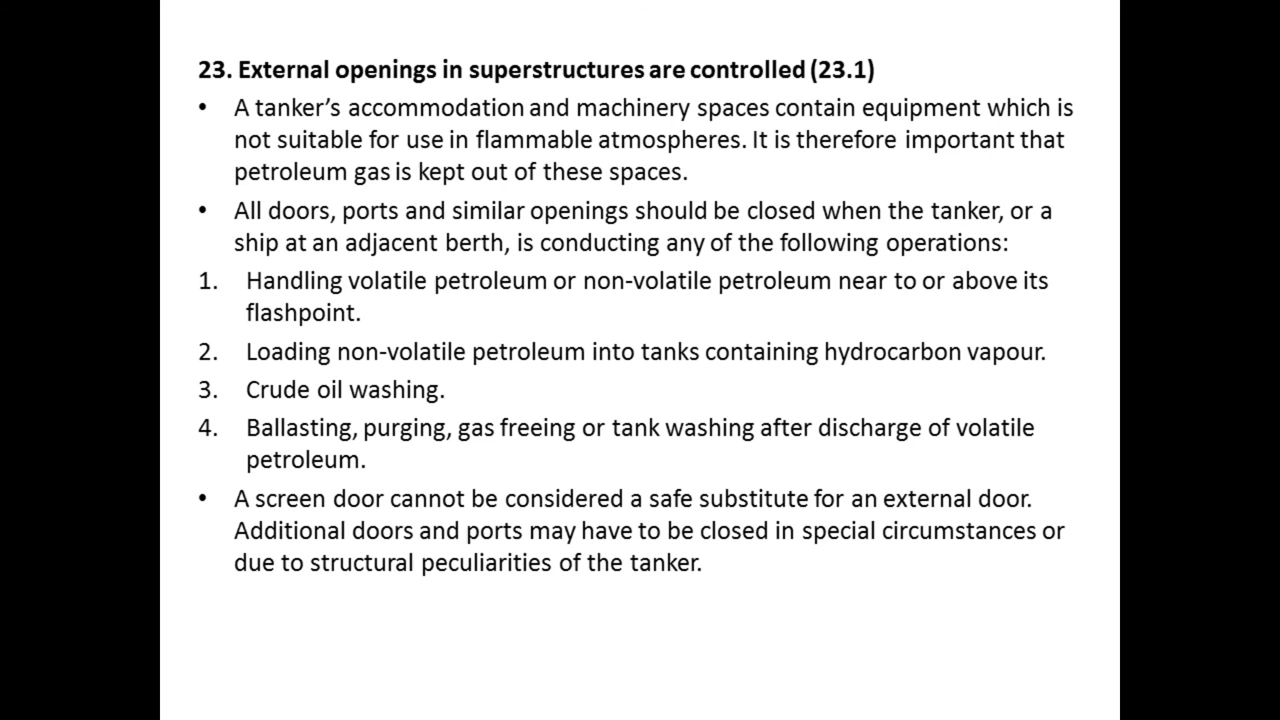 23. External openings in superstructures are controlled (23.1)
• A tanker’s accommodation and machinery spaces contain equipment which is
not suitable for use in flammable atmospheres. It is therefore important that
petroleum gas is kept out of these spaces.
• All doors, ports and similar openings should be closed when the tanker, or a
ship at an adjacent berth, is conducting any of the following operations:
1. Handling volatile petroleum or non-volatile petroleum near to or above its
flashpoint.
2. Loading non-volatile petroleum into tanks containing hydrocarbon vapour.
3. Crude oil washing.
4. Ballasting, purging, gas freeing or tank washing after discharge of volatile
petroleum.
• A screen door cannot be considered a safe substitute for an external door.
Additional doors and ports may have to be closed in special circumstances or
due to structural peculiarities of the tanker.